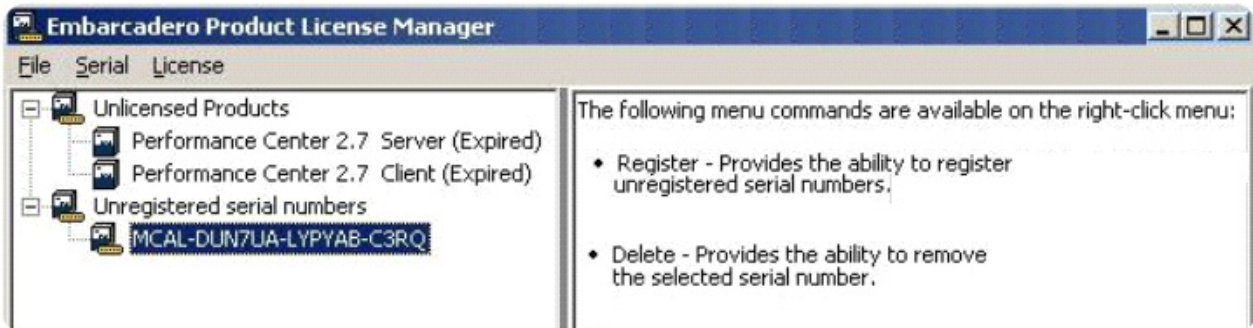 Embarcadero Product License Manager
File Serial License
Unlicensed Products
Performance Center 2.7 Server (Expired)
Performance Center 2.7 Client (Expired)
Unregistered serial numbers
MCAL-DUN7UA-LYPYAB-C3RQ
The following menu commands are available on the right-click menu:
• Register - Provides the ability to register
unregistered serial numbers.
• Delete - Provides the ability to remove
the selected serial number.